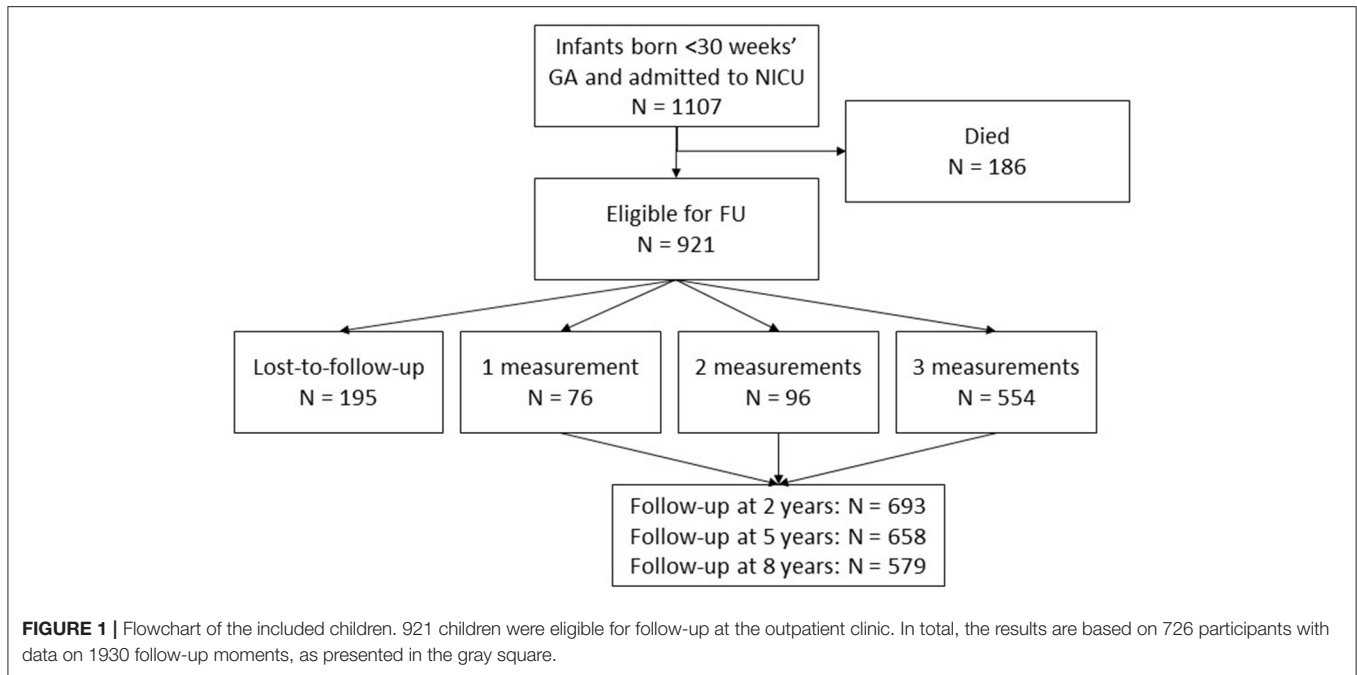 Infants born <30 weeks'
GA and admitted to NICU
N = 1107
Died
N = 186
Eligible for FU
N = 921
Lost-to-follow-up
N = 195
1 measurement
N = 76
2 measurements
N = 96
3 measurements
N = 554
Follow-up at 2 years: N = 693
Follow-up at 5 years: N = 658
Follow-up at 8 years: N = 579
FIGURE 1 | Flowchart of the included children. 921 children were eligible for follow-up at the outpatient clinic. In total, the results are based on 726 participants with
data on 1930 follow-up moments, as presented in the gray square.